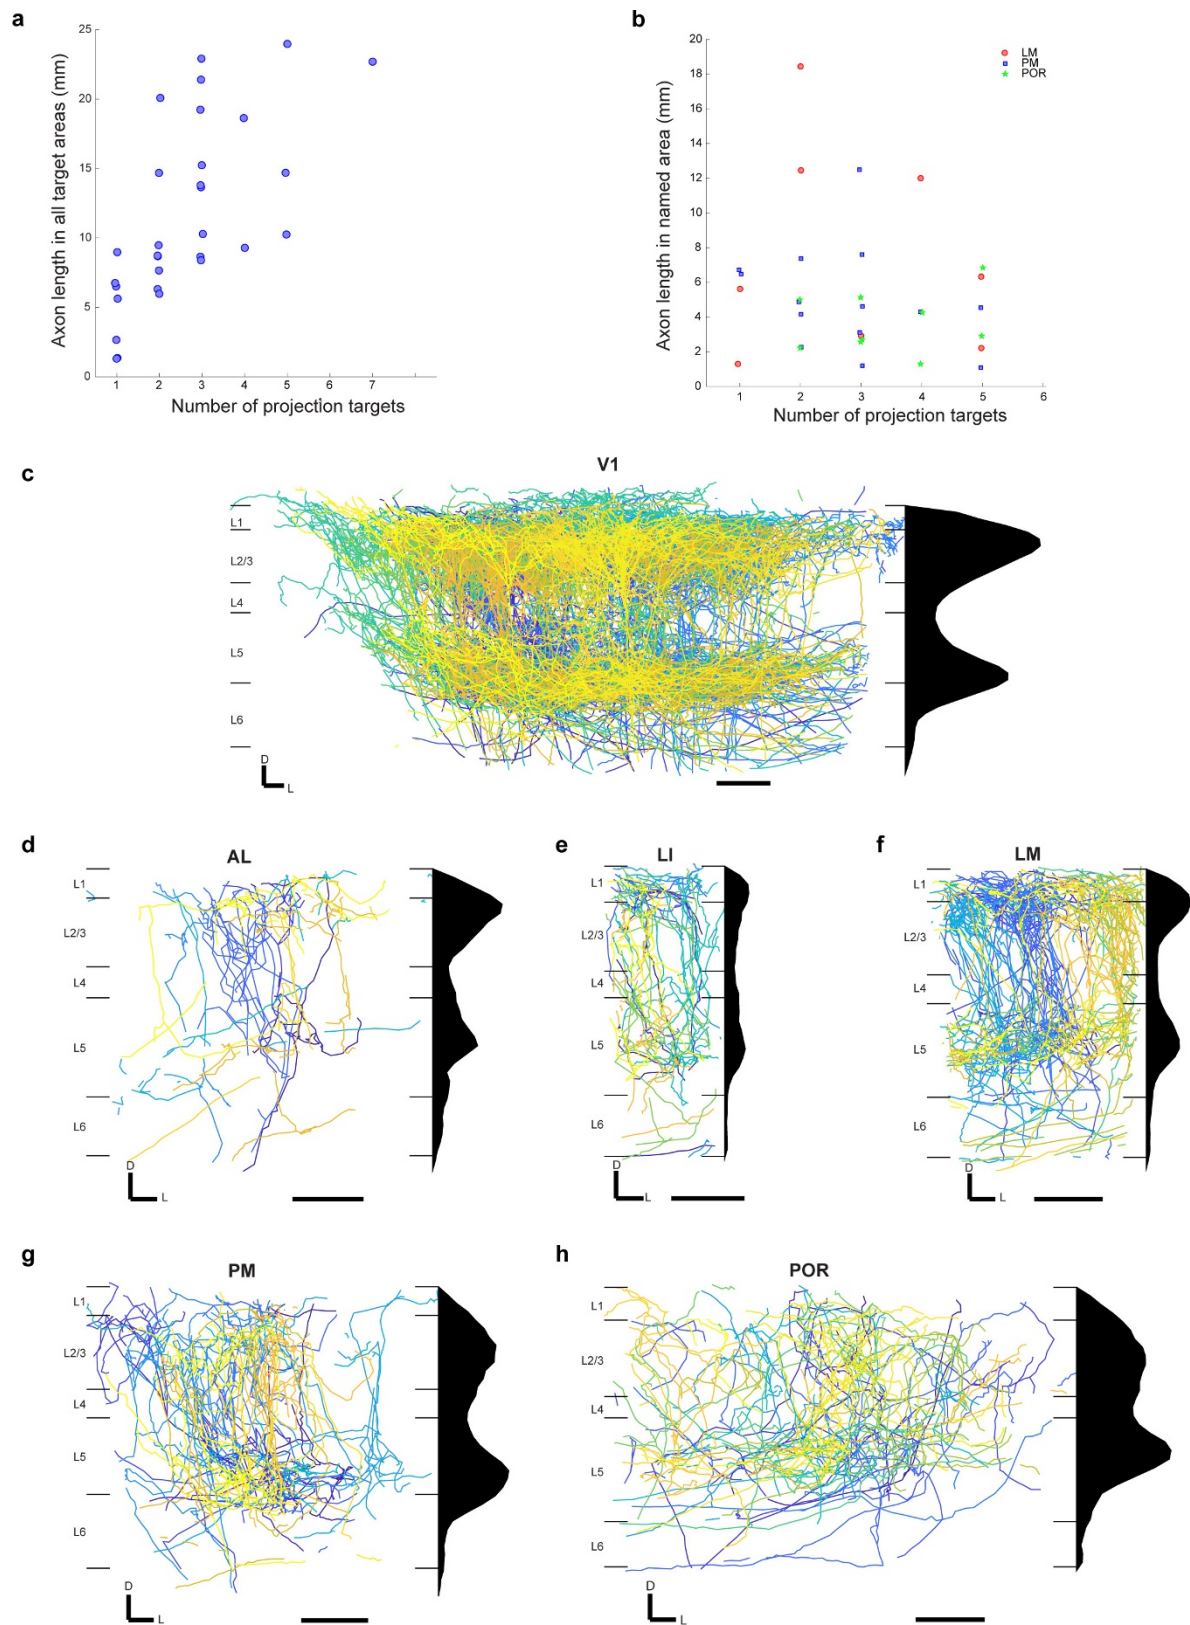 a
Axon length in all target areas (mm)
25
20
15
10
5
0
1 2 3 4 5 6 7
Number of projection targets
b
Axon length in named area (mm)
20
18
16
14
12
10
8
6
4
2
0
1 2 3 4 5 6
Number of projection targets
LM
PM
POR
c
V1
L1
L2/3
L4
L5
L6
D
L
d
AL
L1
L2/3
L4
L5
L6
D
L
e
LI
L1
L2/3
L4
L5
L6
D
L
f
LM
L1
L2/3
L4
L5
L6
D
L
g
PM
L1
L2/3
L4
L5
L6
D
L
h
POR
L1
L2/3
L4
L5
L6
D
L